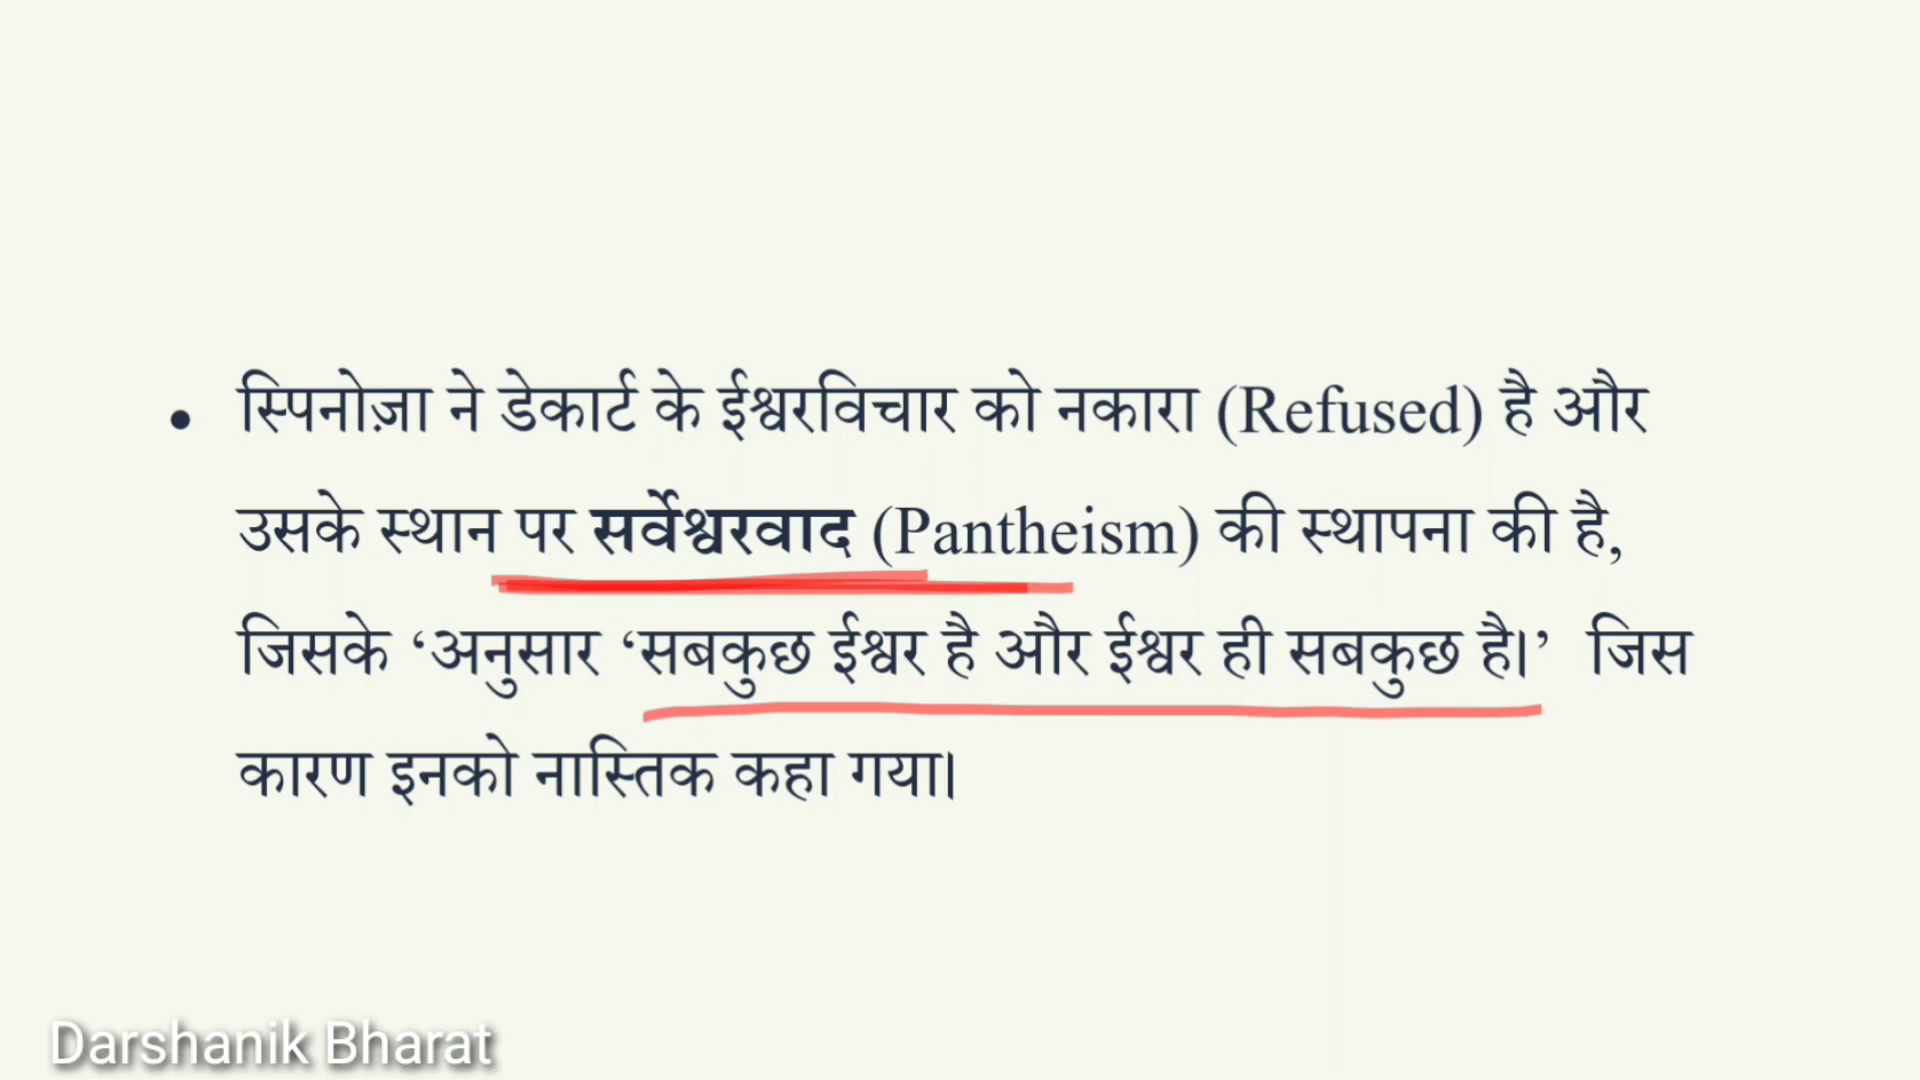 • स्पिनोज़ा ने डेकार्ट के ईश्वरविचार को नकारा (Refused) है और
उसके स्थान पर सर्वेश्वरवाद (Pantheism) की स्थापना की है,
जिसके ‘अनुसार ‘सबकुछ ईश्वर है और ईश्वर ही सबकुछ है।’ जिस
कारण इनको नास्तिक कहा गया।
Darshanik Bharat